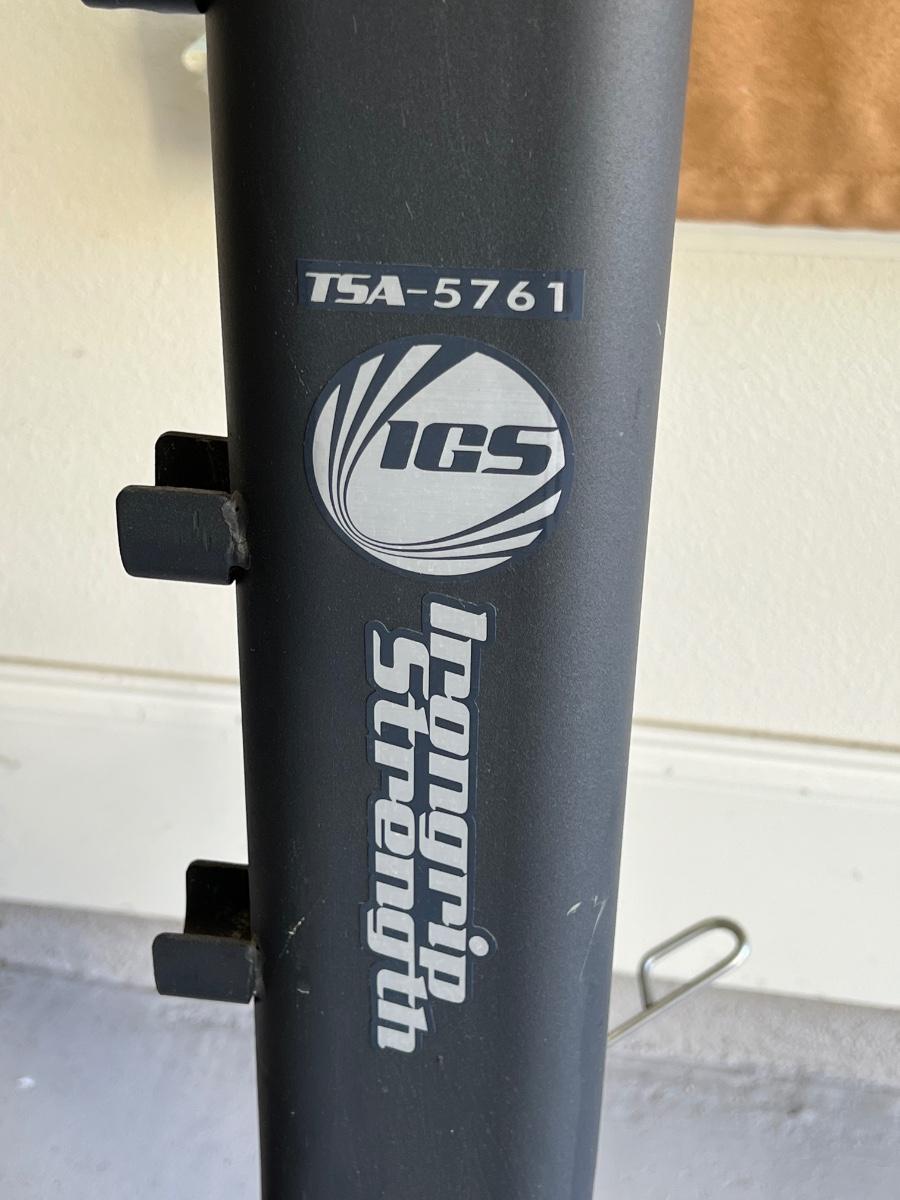 TSA-5761
IGS
Irongrip
Strength